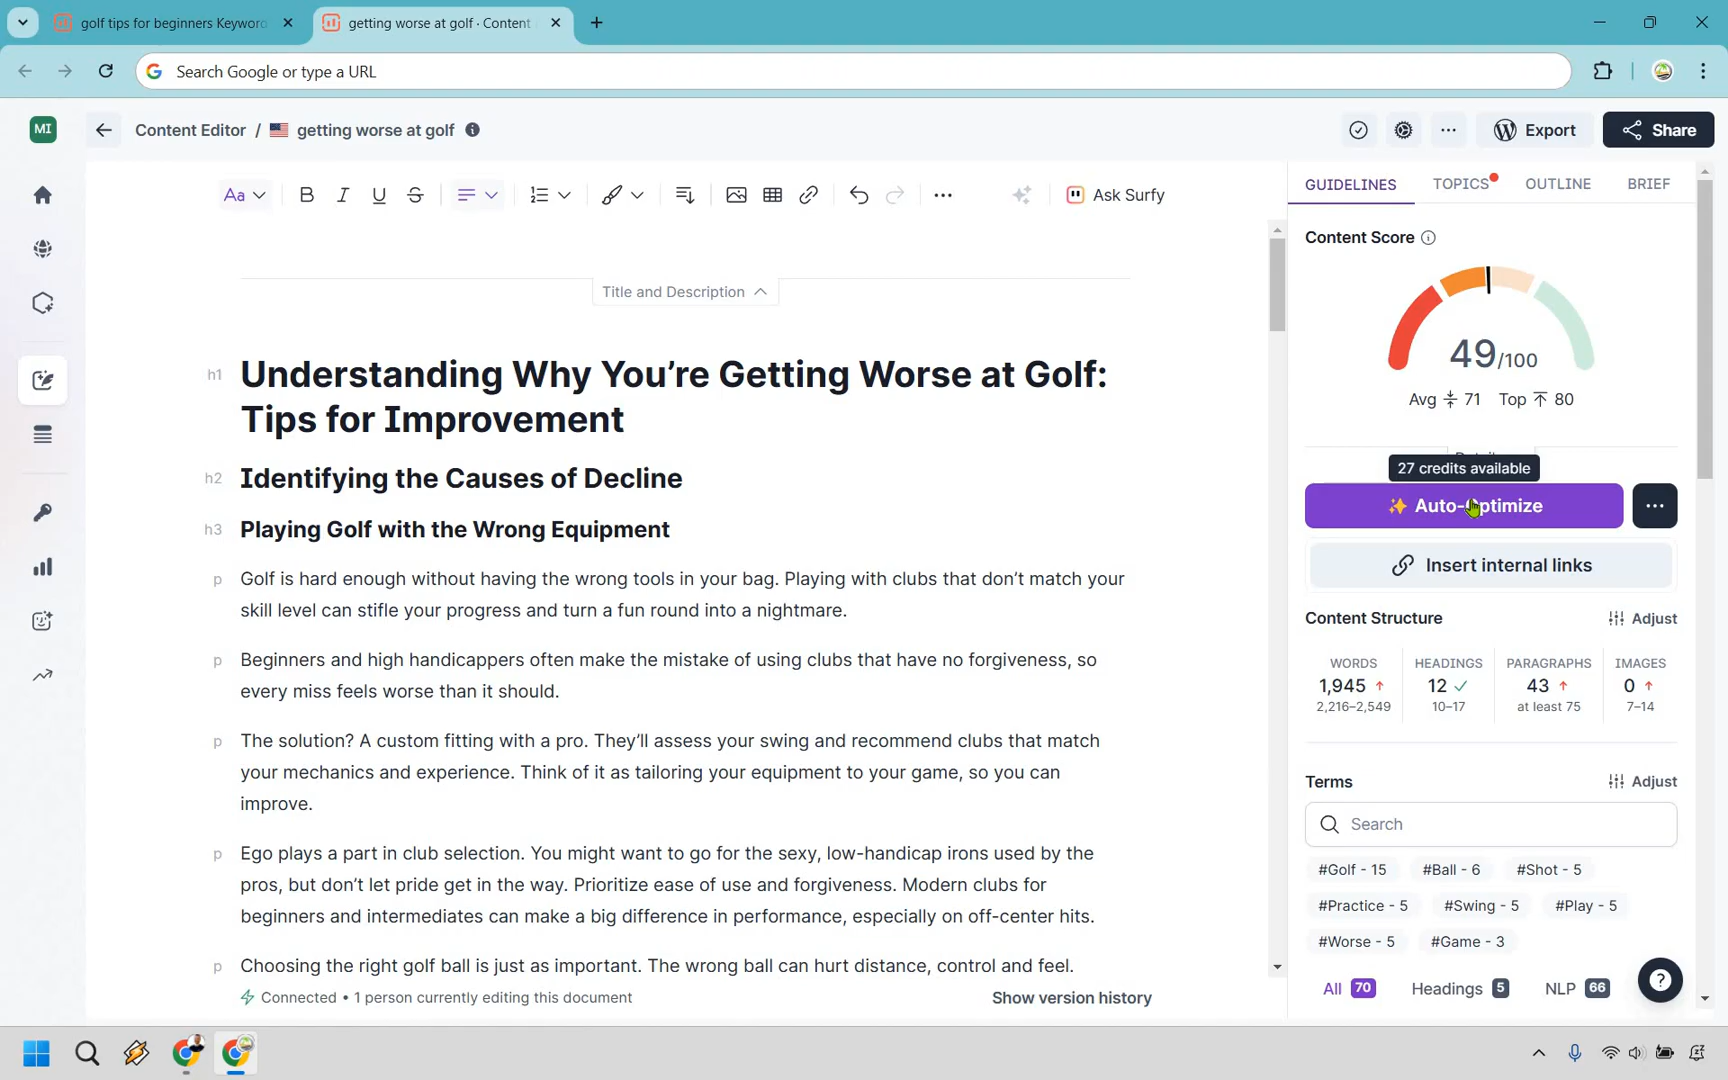 golf tips for beginners Keyword
getting worse at golf · Content
Search Google or type a URL
MI
Content Editor / getting worse at golf
Export
Share
Aa
Ask Surfy
GUIDELINES
TOPICS
OUTLINE
BRIEF
Title and Description
h1 Understanding Why You’re Getting Worse at Golf:
Tips for Improvement
h2 Identifying the Causes of Decline
h3 Playing Golf with the Wrong Equipment
p Golf is hard enough without having the wrong tools in your bag. Playing with clubs that don’t match your
skill level can stifle your progress and turn a fun round into a nightmare.
p Beginners and high handicappers often make the mistake of using clubs that have no forgiveness, so
every miss feels worse than it should.
p The solution? A custom fitting with a pro. They’ll assess your swing and recommend clubs that match
your mechanics and experience. Think of it as tailoring your equipment to your game, so you can
improve.
p Ego plays a part in club selection. You might want to go for the sexy, low-handicap irons used by the
pros, but don’t let pride get in the way. Prioritize ease of use and forgiveness. Modern clubs for
beginners and intermediates can make a big difference in performance, especially on off-center hits.
p Choosing the right golf ball is just as important. The wrong ball can hurt distance, control and feel.
Connected • 1 person currently editing this document
Show version history
Content Score
49/100
Avg 71 Top 80
27 credits available
Auto-Optimize
Insert internal links
Content Structure
Adjust
WORDS HEADINGS PARAGRAPHS IMAGES
1,945 12 43 0
2,216–2,549 10–17 at least 75 7–14
Terms
Adjust
Search
#Golf - 15 #Ball - 6 #Shot - 5
#Practice - 5 #Swing - 5 #Play - 5
#Worse - 5 #Game - 3
All 70 Headings 5 NLP 66